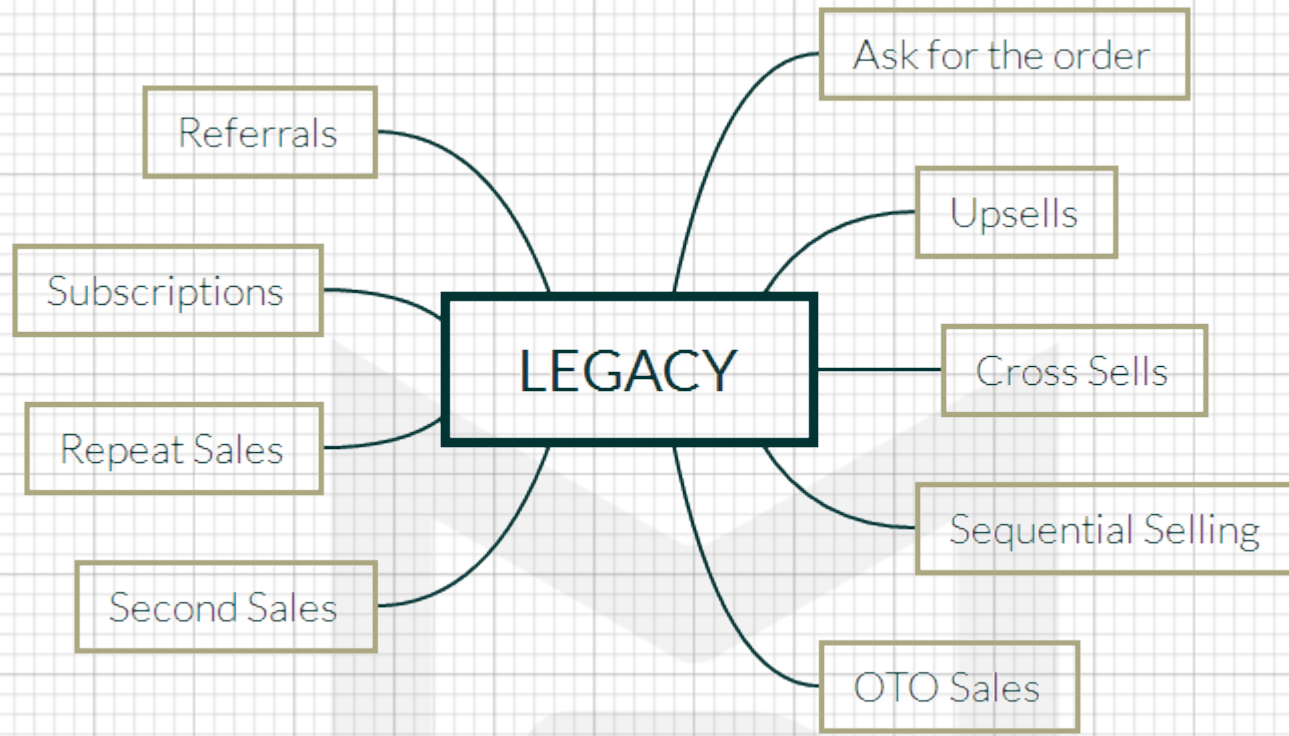 Ask for the order
Referrals
Upsells
Subscriptions
LEGACY
Cross Sells
Repeat Sales
Sequential Selling
Second Sales
OTO Sales